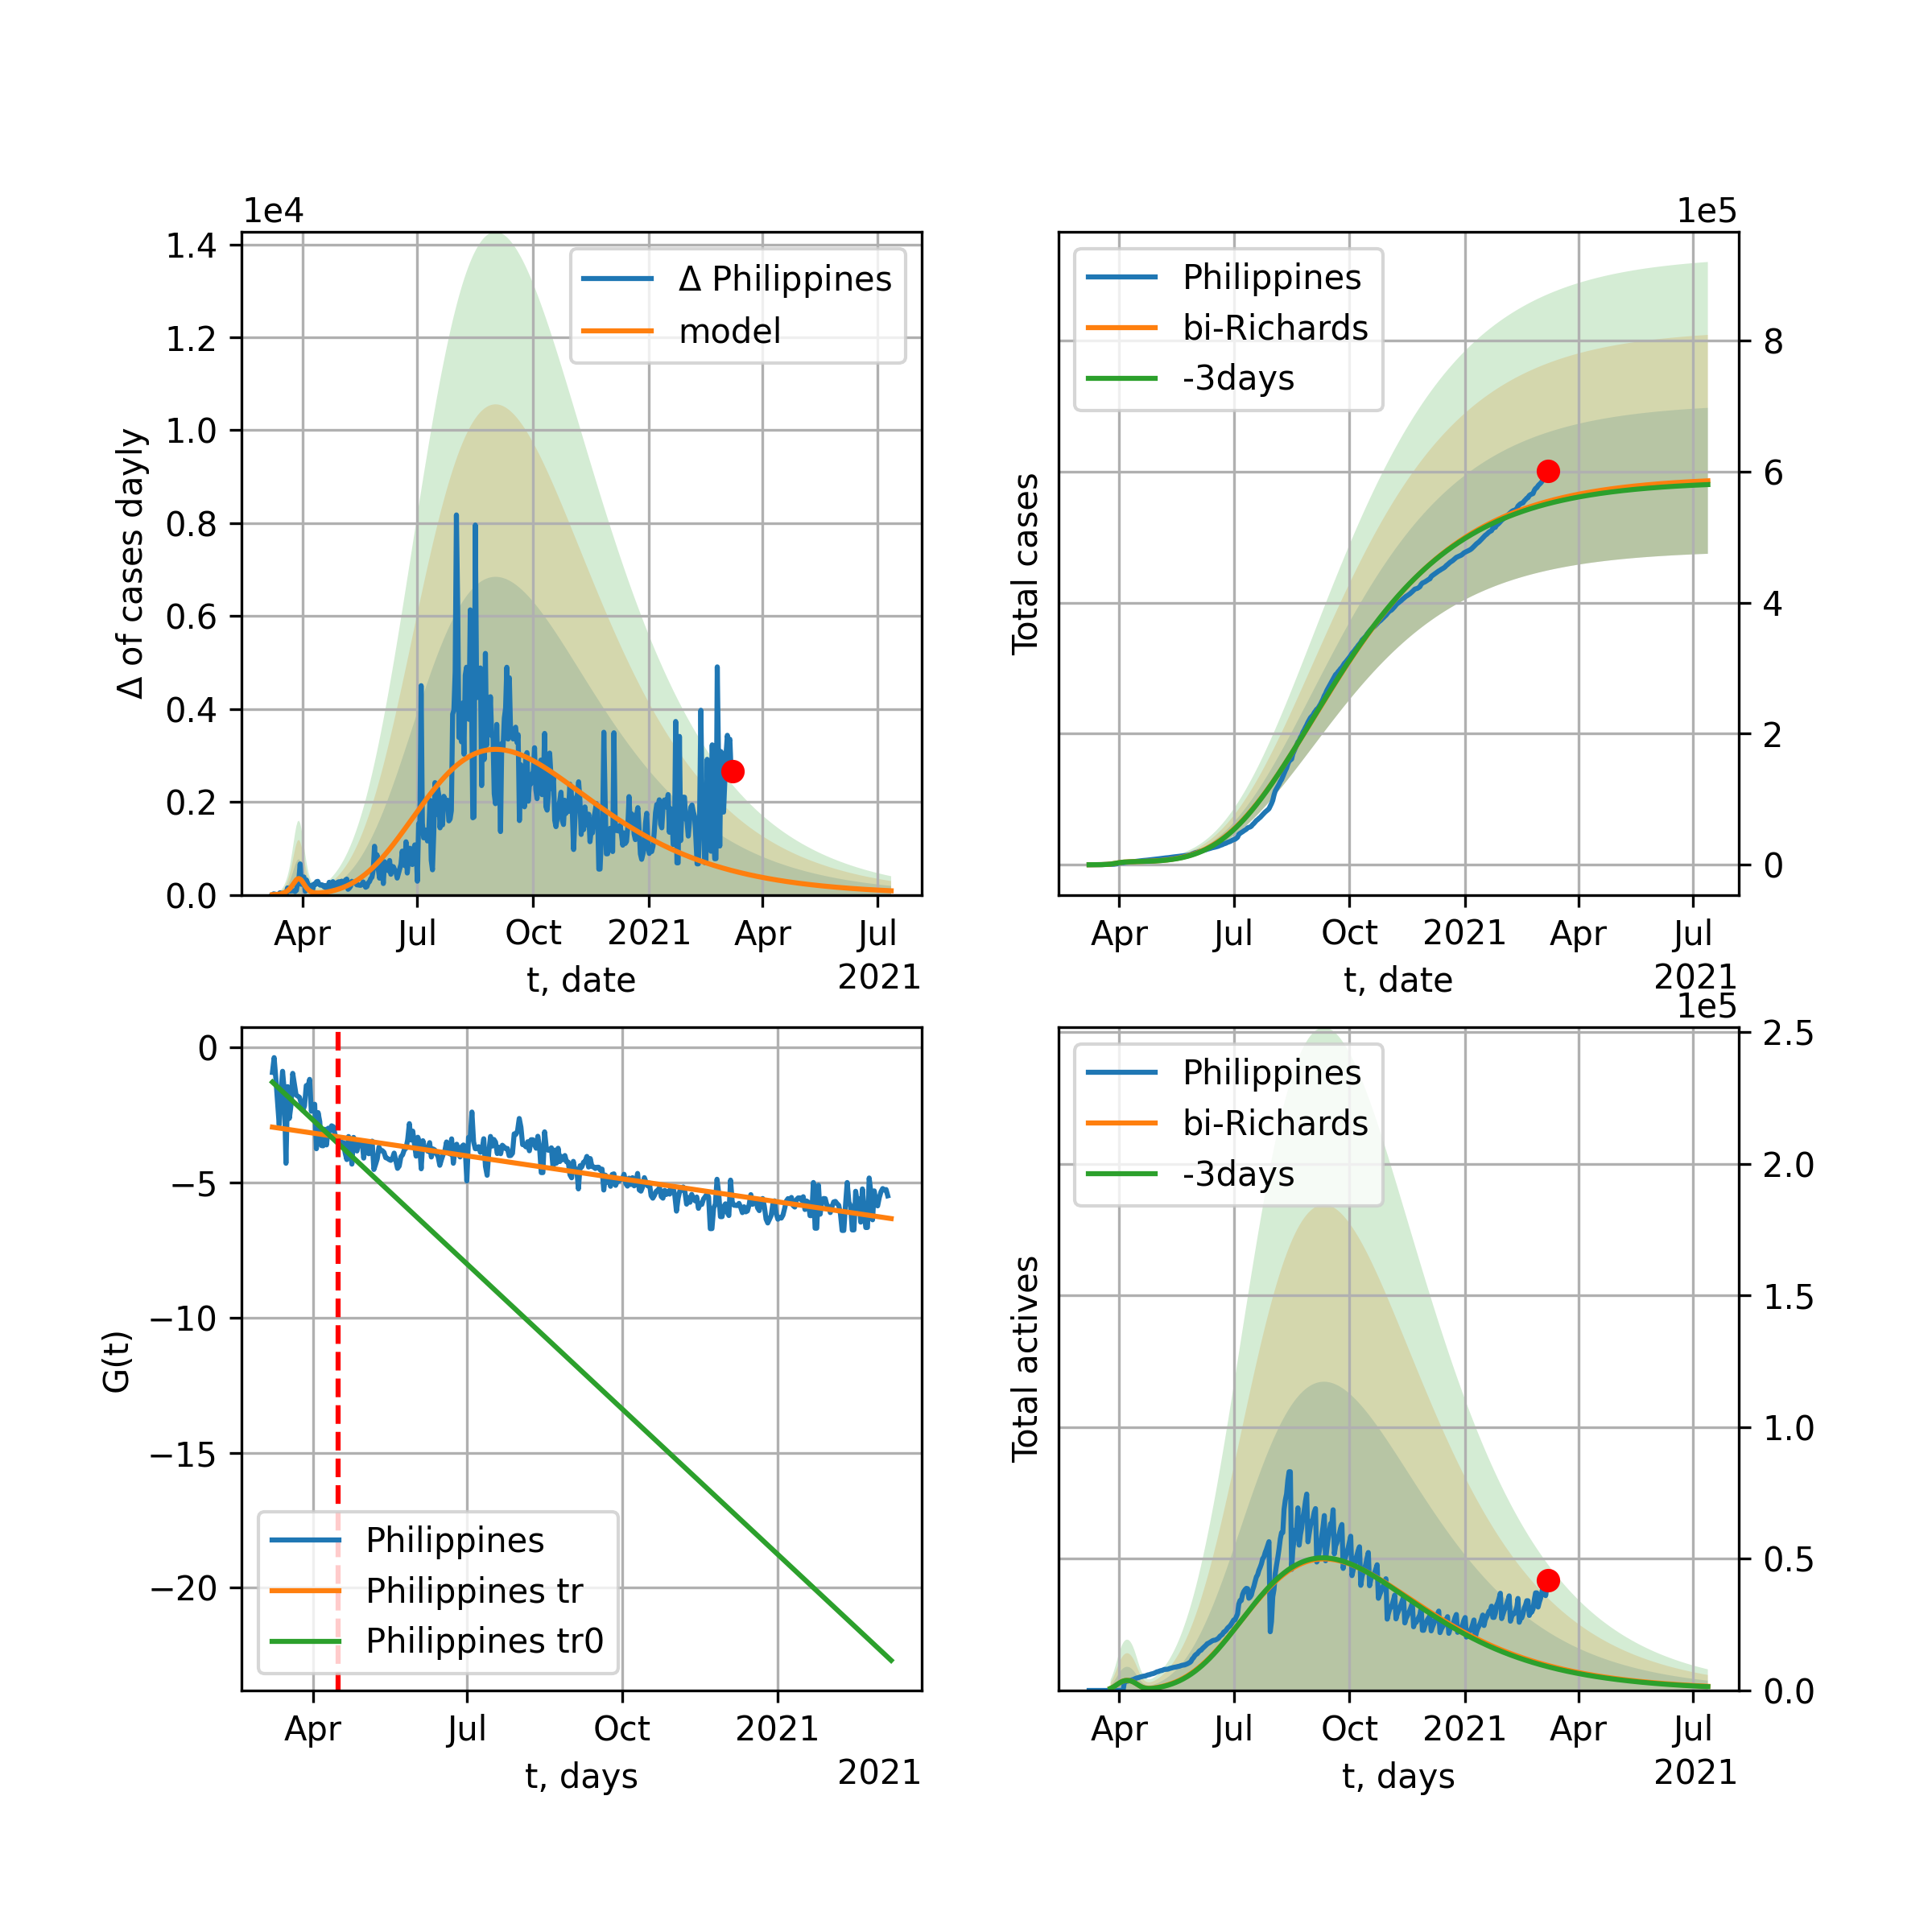 1e4
1.4
1.2
1.0
0.8
0.6
0.4
0.2
0.0
Δ of cases dayly
Δ Philippines
model
Apr
Jul
Oct
2021
Apr
Jul
t, date
2021
1e5
8
6
4
2
0
Total cases
Philippines
bi-Richards
-3days
Apr
Jul
Oct
2021
Apr
Jul
t, date
2021
0
−5
−10
−15
−20
G(t)
Philippines
Philippines tr
Philippines tr0
Apr
Jul
Oct
2021
t, days
2021
1e5
2.5
2.0
1.5
1.0
0.5
0.0
Total actives
Philippines
bi-Richards
-3days
Apr
Jul
Oct
2021
Apr
Jul
t, days
2021